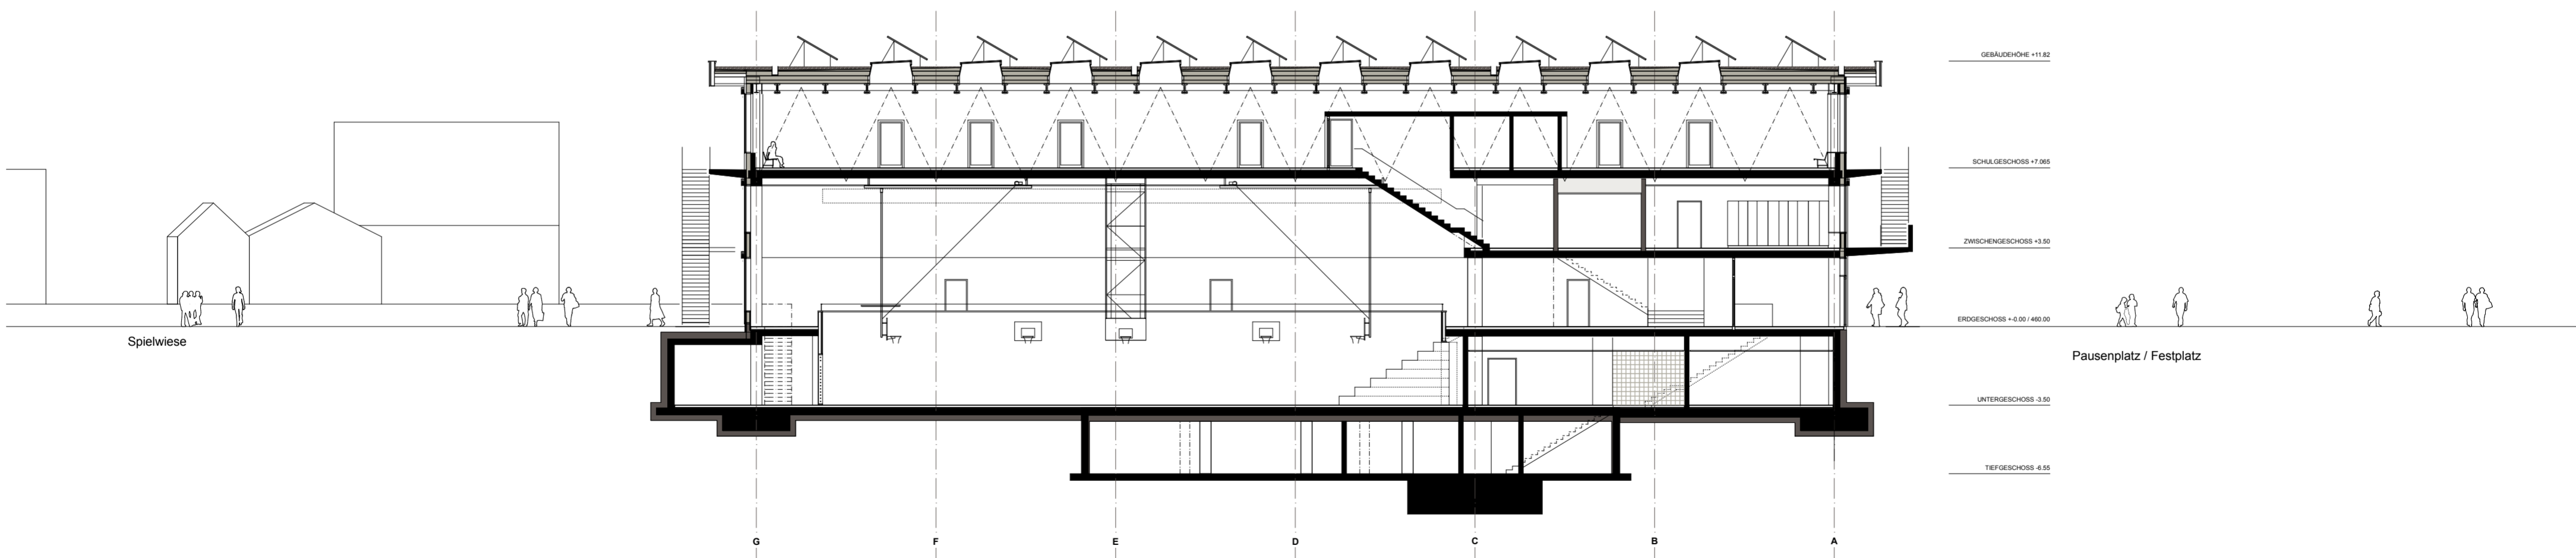 GEBÄUDEHÖHE +11.82
SCHULGESCHOSS +7.065
ZWISCHENGESCHOSS +3.50
ERDGESCHOSS +-0.00 / 460.00
Spielwiese
Pausenplatz / Festplatz
UNTERGESCHOSS -3.50
TIEFGESCHOSS -6.55
G F E D C B A